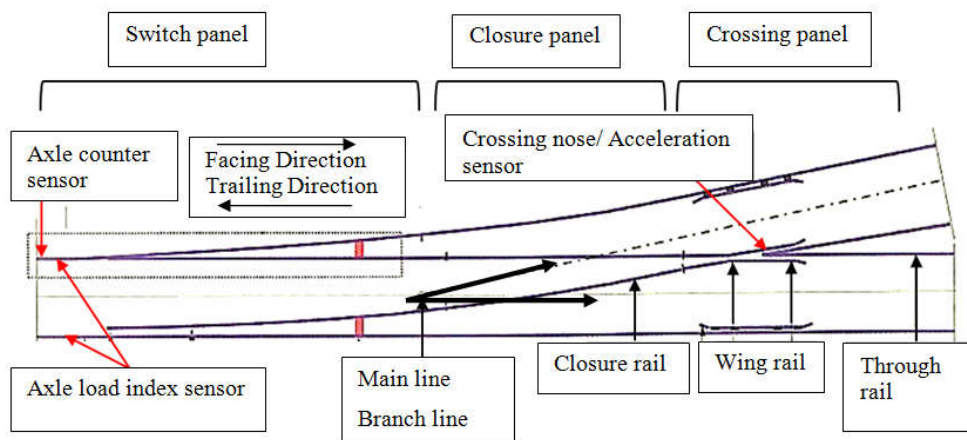 Switch panel
Closure panel
Crossing panel
Axle counter
sensor
Facing Direction
Trailing Direction
Crossing nose/ Acceleration
sensor
Axle load index sensor
Main line
Branch line
Closure rail
Wing rail
Through
rail